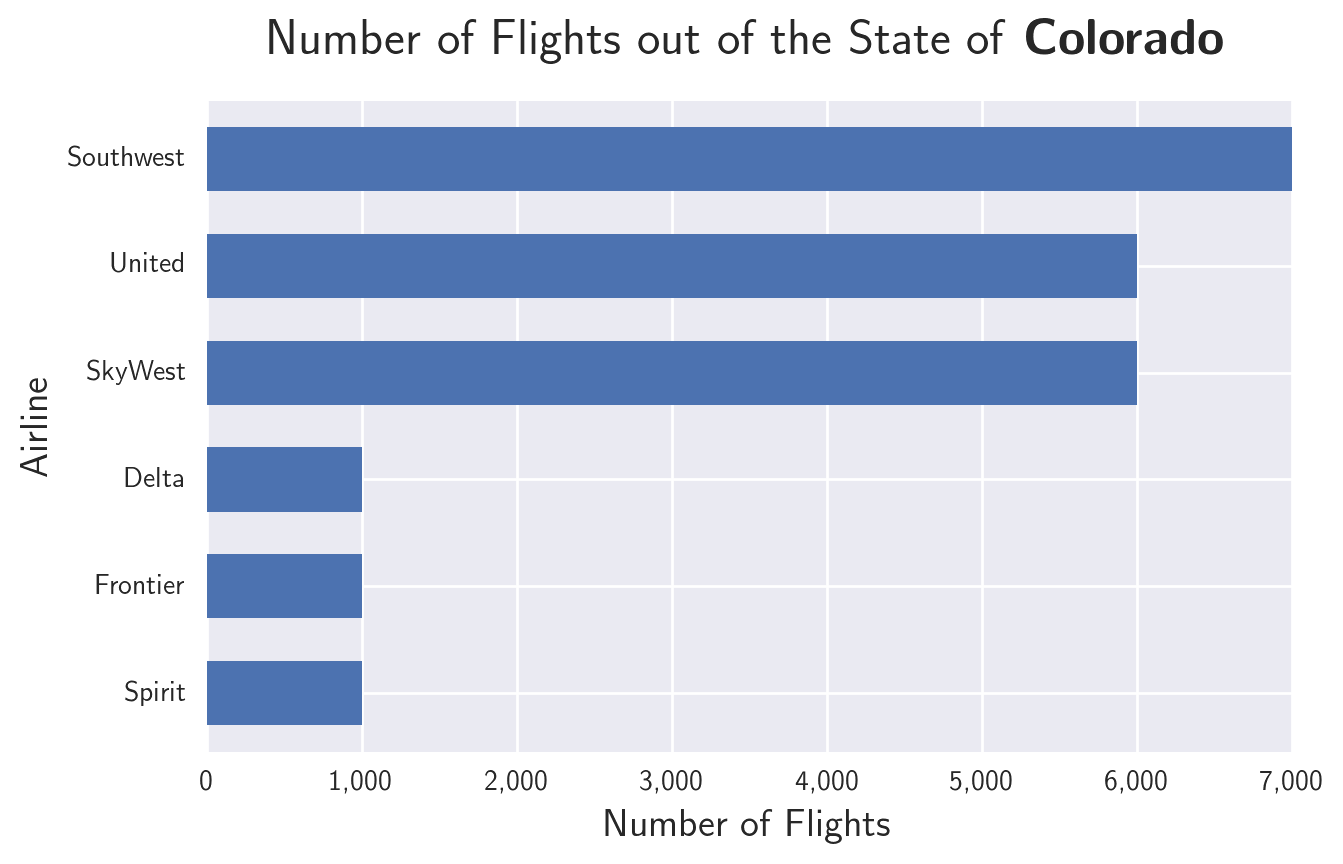 Number of Flights out of the State of Colorado
Southwest
United
SkyWest
Delta
Frontier
Spirit
Airline
0 1,000 2,000 3,000 4,000 5,000 6,000 7,000
Number of Flights